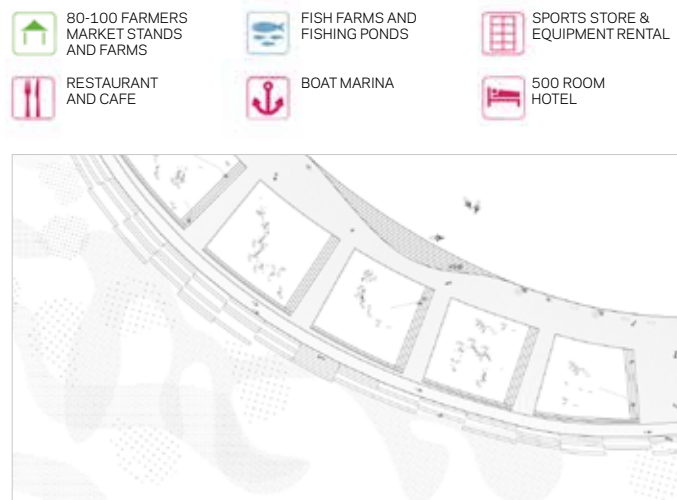 80-100 FARMERS
MARKET STANDS
AND FARMS
FISH FARMS AND
FISHING PONDS
SPORTS STORE &
EQUIPMENT RENTAL
RESTAURANT
AND CAFE
BOAT MARINA
500 ROOM
HOTEL